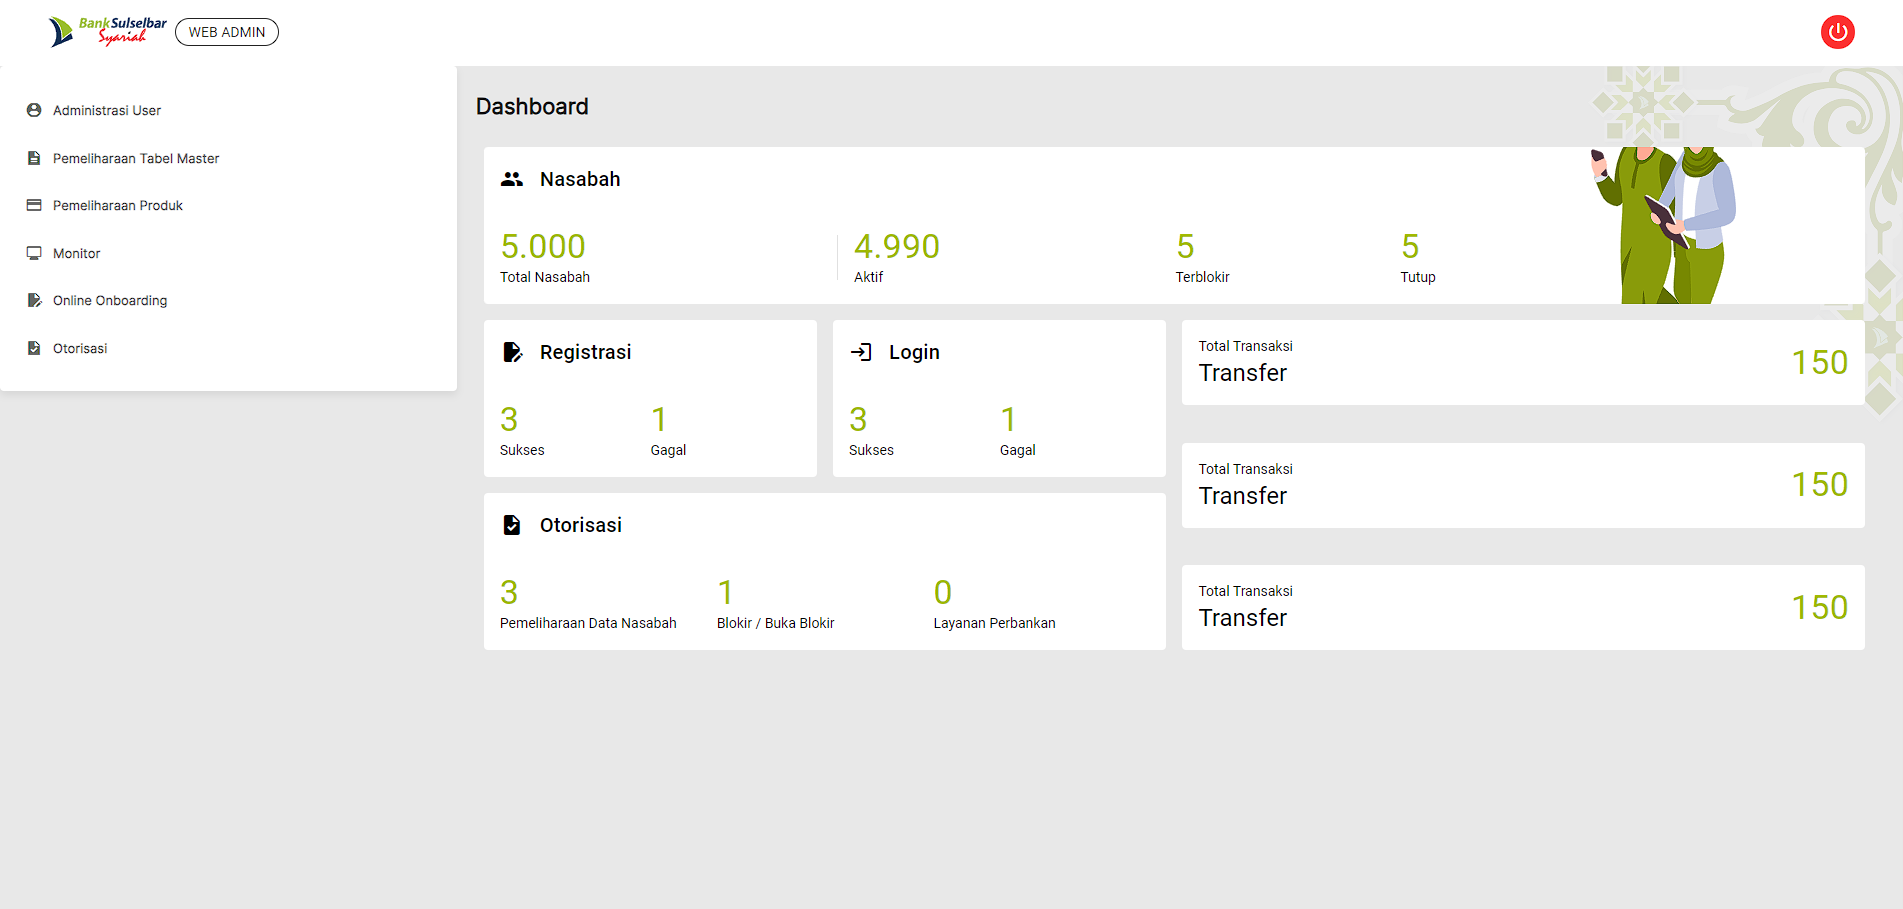 BankSulselbar
Syariah
WEB ADMIN
Administrasi User
Pemeliharaan Tabel Master
Pemeliharaan Produk
Monitor
Online Onboarding
Otorisasi
Dashboard
Nasabah
5.000
Total Nasabah
4.990
Aktif
5
Terblokir
5
Tutup
Registrasi
3
Sukses
1
Gagal
Login
3
Sukses
1
Gagal
Otorisasi
3
Pemeliharaan Data Nasabah
1
Blokir / Buka Blokir
0
Layanan Perbankan
Total Transaksi
Transfer
150
Total Transaksi
Transfer
150
Total Transaksi
Transfer
150